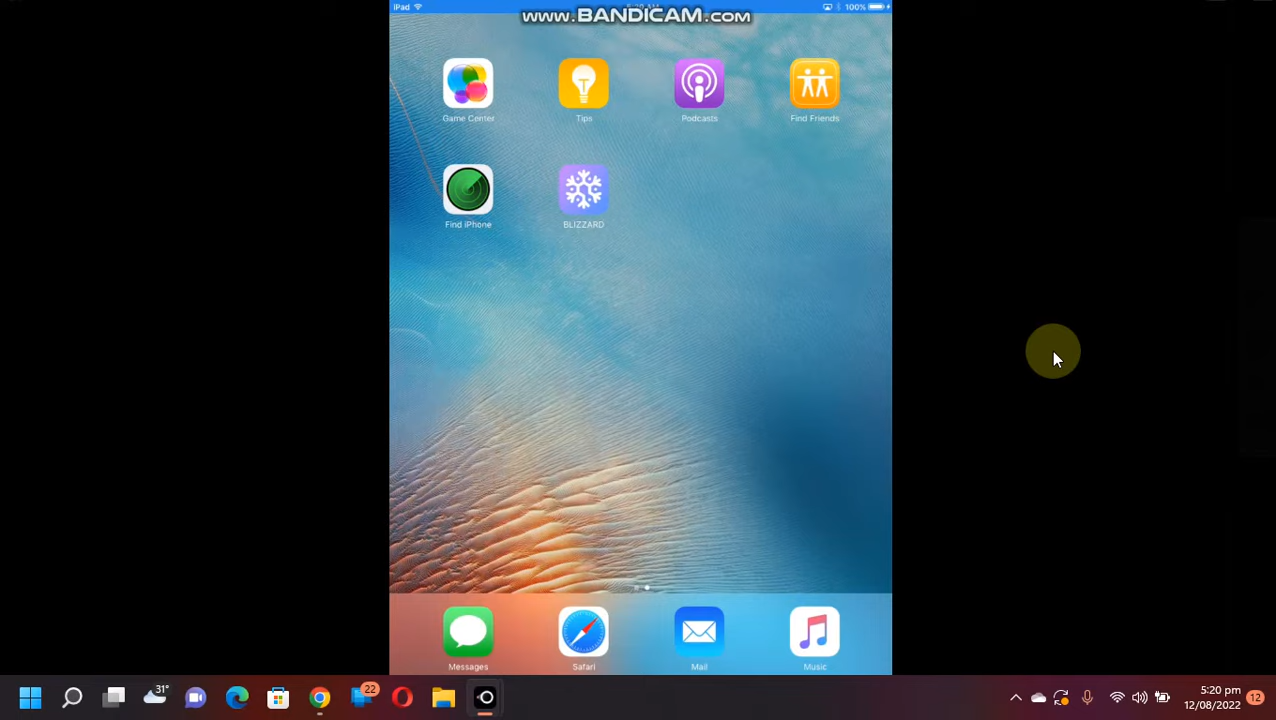 iPad
www.BANDICAM.com
100%
Game Center
Tips
Podcasts
Find Friends
Find iPhone
BLIZZARD
Messages
Safari
Mail
Music
31°
22
5:20 pm
2/08/2022
12